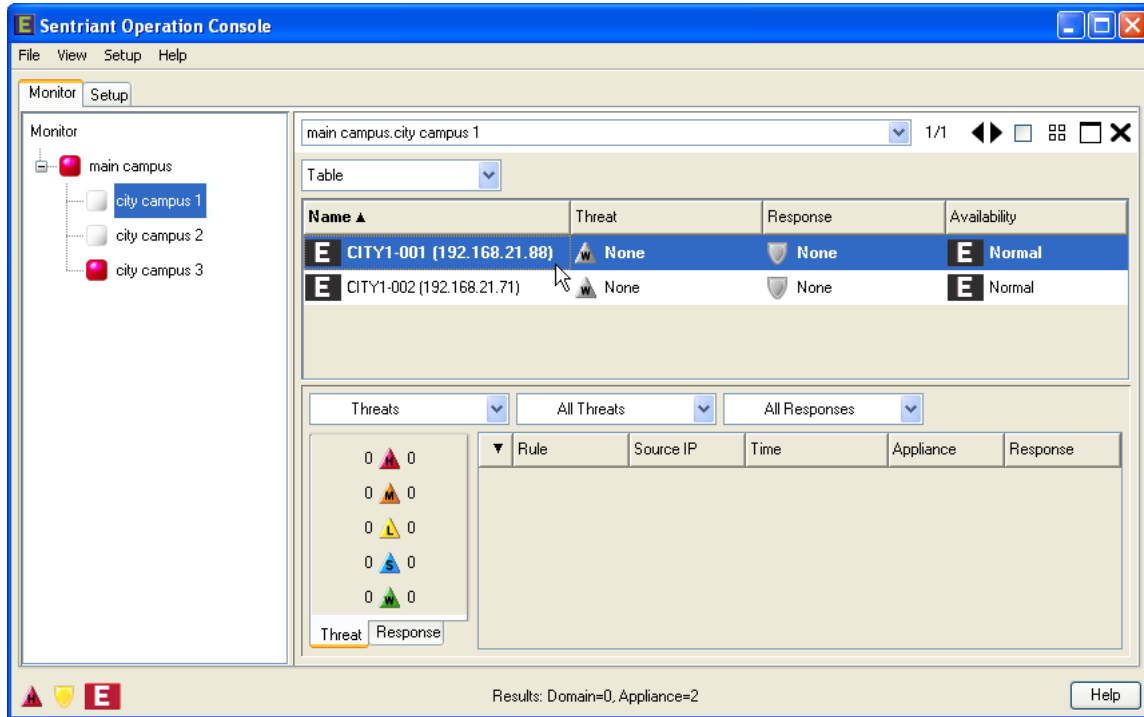 E Sentriant Operation Console
File View Setup Help
Monitor Setup
Monitor
main campus
city campus 1
city campus 2
city campus 3
main campus.city campus 1 1/1
Table
Name ▲ Threat Response Availability
E CITY1-001 (192.168.21.88) W None None E Normal
E CITY1-002 (192.168.21.71) W None None E Normal
Threats All Threats All Responses
▼ Rule Source IP Time Appliance Response
0 H 0
0 M 0
0 L 0
0 S 0
0 W 0
Threat Response
H E Results: Domain=0, Appliance=2 Help